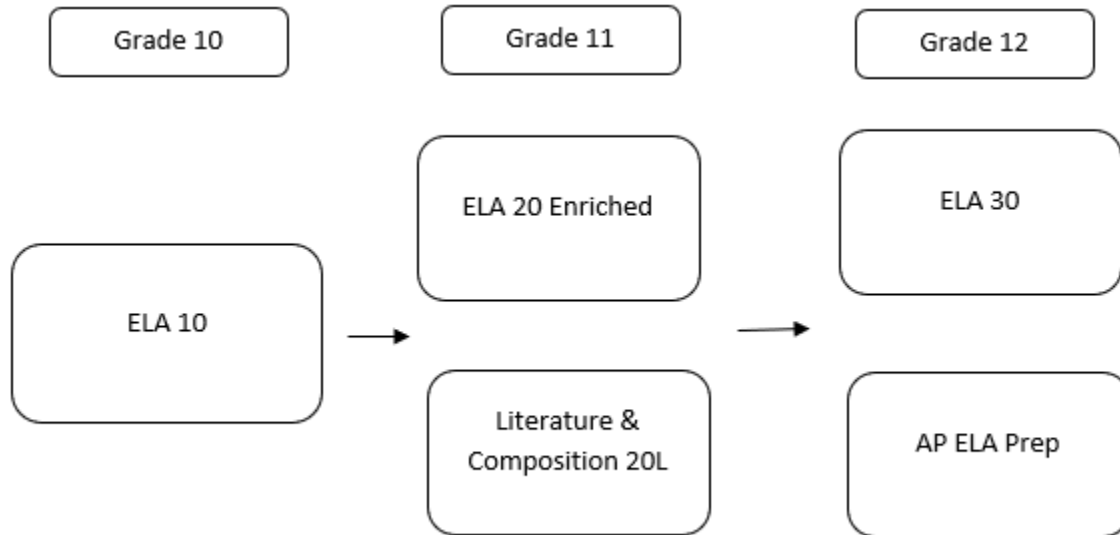 Grade 10
Grade 11
Grade 12
ELA 10
ELA 20 Enriched
Literature &
Composition 20L
ELA 30
AP ELA Prep